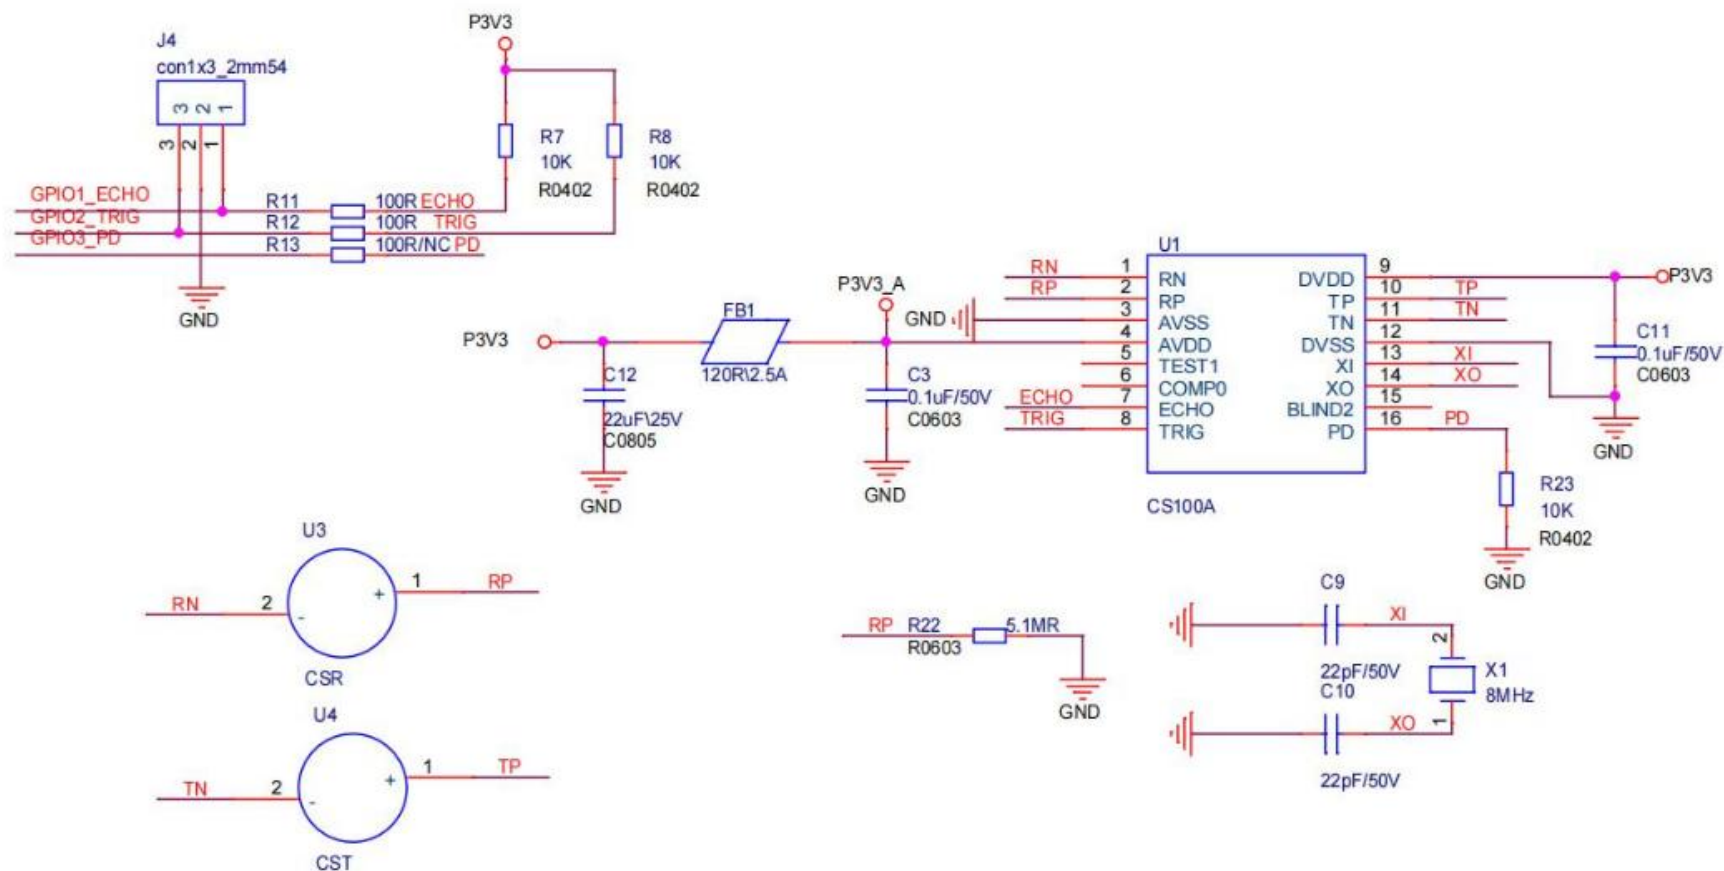 P3V3
J4
con1x3_2mm54
3 2 1
3 2 1
R7
10K
R0402
R8
10K
R0402
GPIO1_ECHO
R11 100R ECHO
GPIO2_TRIG
R12 100R TRIG
GPIO3_PD
R13 100R/NC PD
GND
P3V3
FB1
120R\2.5A
P3V3_A
C12
22uF\25V
C0805
GND
C3
0.1uF/50V
C0603
GND
GND
U1
RN 1 RN
RP 2 RP
3 AVSS
4 AVDD
5 TEST1
6 COMP0
ECHO 7 ECHO
TRIG 8 TRIG
DVDD 9
TP 10 TP
TN 11 TN
DVSS 12
XI 13 XI
XO 14 XO
BLIND2 15
PD 16 PD
CS100A
P3V3
C11
0.1uF/50V
C0603
GND
R23
10K
R0402
GND
U3
RN 2 - + 1 RP
CSR
U4
TN 2 - + 1 TP
CST
RP R22 5.1MR
R0603
GND
C9
XI
22pF/50V
2
X1
8MHz
1
C10
XO
22pF/50V